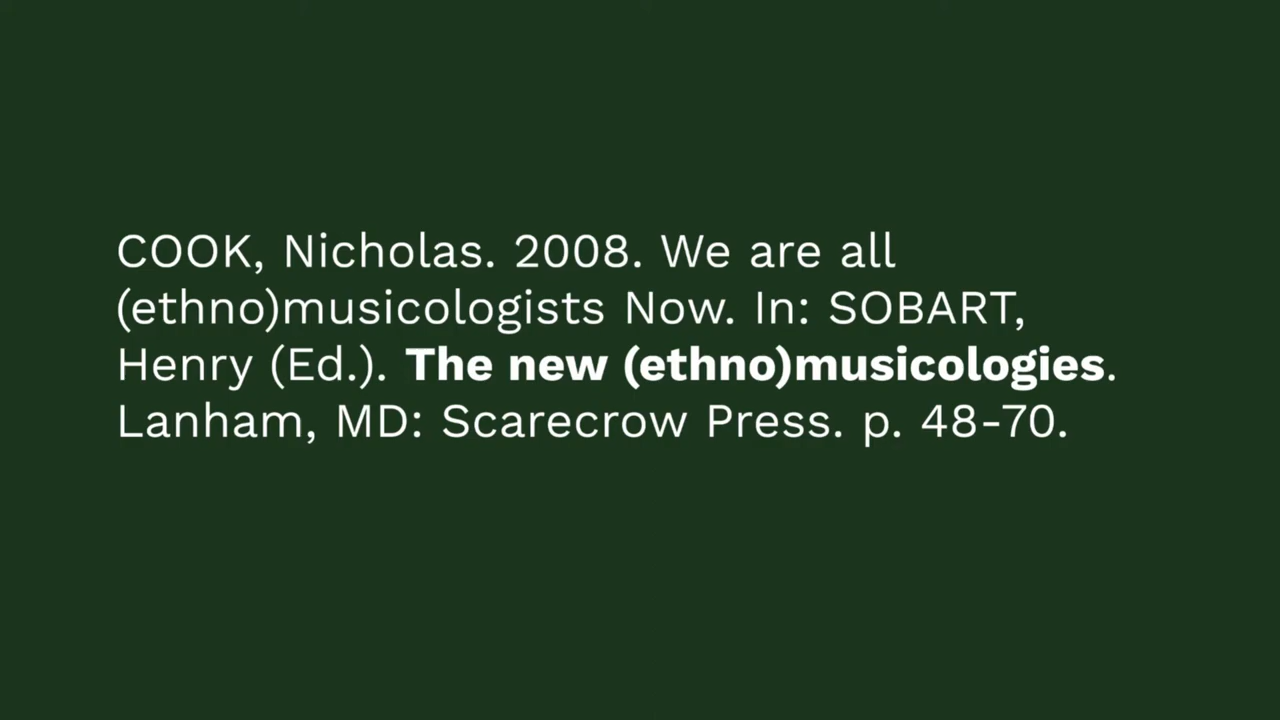 COOK, Nicholas. 2008. We are all
(ethno)musicologists Now. In: SOBART,
Henry (Ed.). The new (ethno)musicologies.
Lanham, MD: Scarecrow Press. p. 48-70.